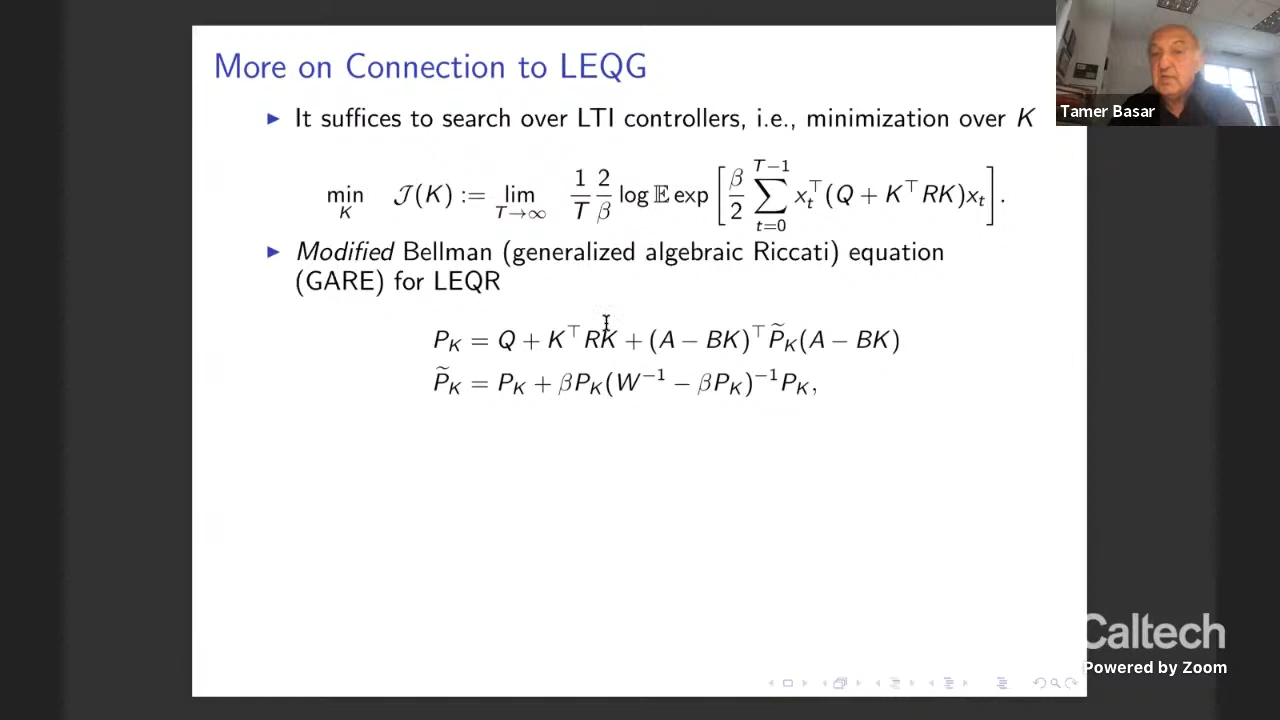 More on Connection to LEQG
Tamer Basar
▶ It suffices to search over LTI controllers, i.e., minimization over K
min_K 𝒥(K) := lim_{T→∞} 1/T 2/β log 𝔼 exp [ β/2 ∑_{t=0}^{T−1} x_t^⊤(Q + K^⊤RK)x_t ].
▶ Modified Bellman (generalized algebraic Riccati) equation
(GARE) for LEQR
P_K = Q + K^⊤RK + (A − BK)^⊤P̃_K(A − BK)
P̃_K = P_K + βP_K(W^{−1} − βP_K)^{−1}P_K,
Caltech
Powered by Zoom